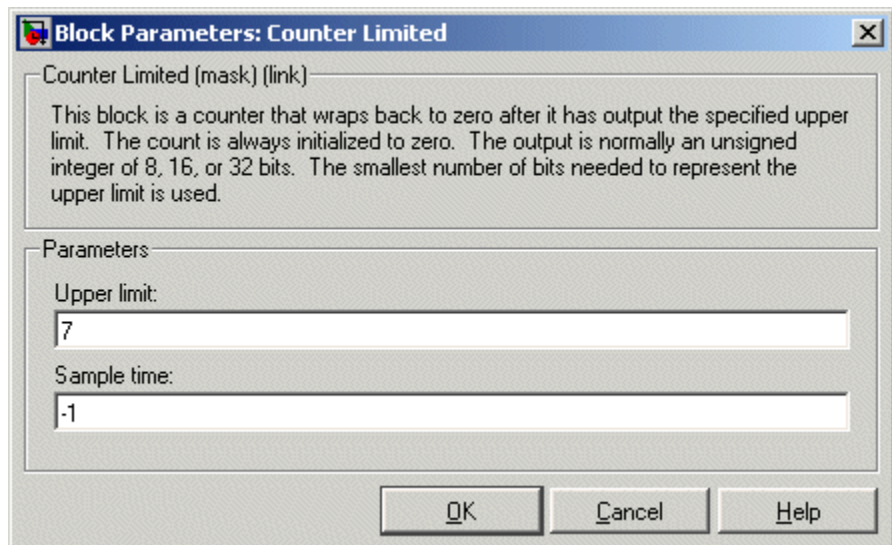 Block Parameters: Counter Limited
Counter Limited (mask) (link)
This block is a counter that wraps back to zero after it has output the specified upper
limit.  The count is always initialized to zero.  The output is normally an unsigned
integer of 8, 16, or 32 bits.  The smallest number of bits needed to represent the
upper limit is used.
Parameters
Upper limit:
7
Sample time:
-1
OK Cancel Help